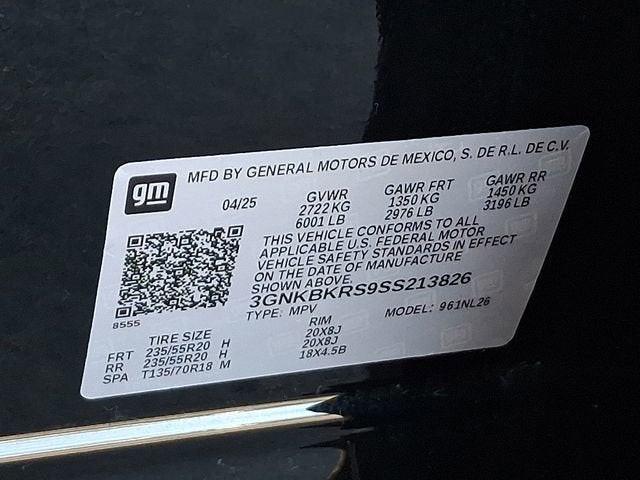 gm
MFD BY GENERAL MOTORS DE MEXICO, S. DE R.L. DE C.V.
04/25 GVWR GAWR FRT GAWR RR
2722 KG 1350 KG 1450 KG
6001 LB 2976 LB 3196 LB
THIS VEHICLE CONFORMS TO ALL
APPLICABLE U.S. FEDERAL MOTOR
VEHICLE SAFETY STANDARDS IN EFFECT
ON THE DATE OF MANUFACTURE
SHOWN ABOVE.
3GNKBKRS9SS213826
TYPE: MPV MODEL: 961NL26
8555
TIRE SIZE RIM
FRT 235/55R20 H 20X8J
RR 235/55R20 H 20X8J
SPA T135/70R18 M 18X4.5B